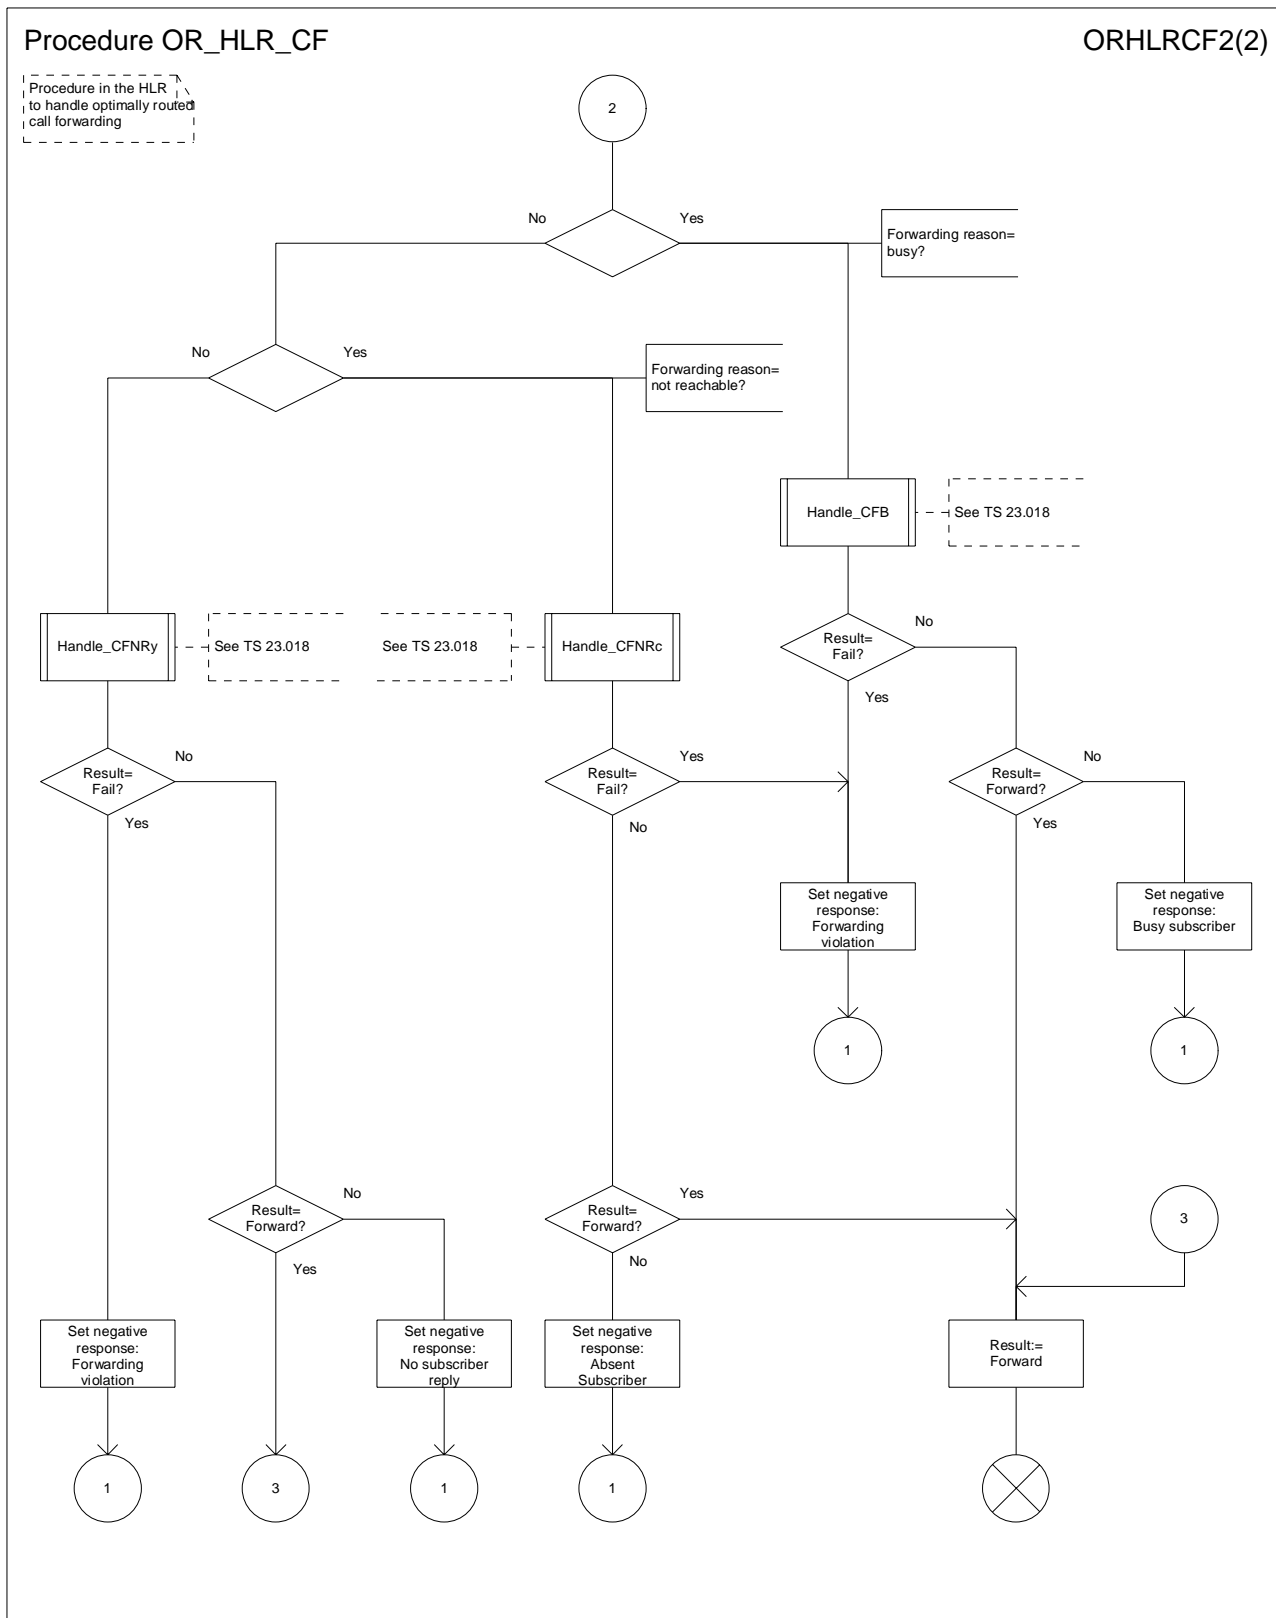 Procedure OR_HLR_CF
ORHLRCF2(2)
Procedure in the HLR
to handle optimally routed
call forwarding
2
No
Yes
Forwarding reason=
busy?
No
Yes
Forwarding reason=
not reachable?
Handle_CFB
See TS 23.018
Handle_CFNRy
See TS 23.018
See TS 23.018
Handle_CFNRc
Result=
Fail?
No
Yes
Result=
Fail?
No
Yes
Result=
Fail?
Yes
No
Result=
Forward?
No
Yes
Set negative
response:
Forwarding
violation
Set negative
response:
Busy subscriber
1
1
Result=
Forward?
No
Yes
Result=
Forward?
Yes
No
3
Set negative
response:
Forwarding
violation
Set negative
response:
No subscriber
reply
Set negative
response:
Absent
Subscriber
Result:=
Forward
1
3
1
1